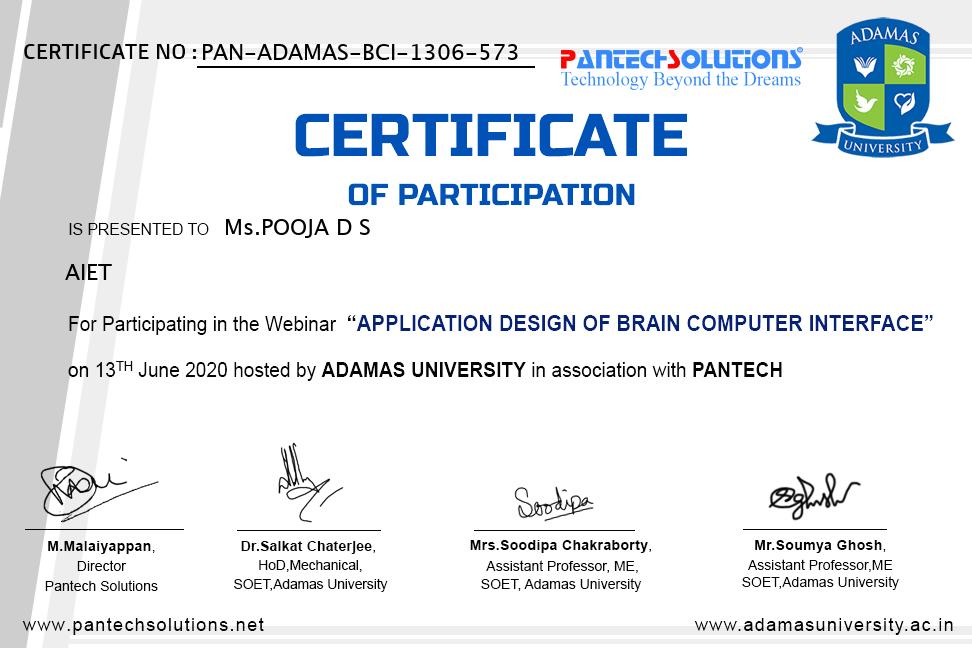 CERTIFICATE NO : PAN-ADAMAS-BCI-1306-573
PANTECHSOLUTIONS®
Technology Beyond the Dreams
ADAMAS
UNIVERSITY
CERTIFICATE
OF PARTICIPATION
IS PRESENTED TO Ms.POOJA D S
AIET
For Participating in the Webinar “APPLICATION DESIGN OF BRAIN COMPUTER INTERFACE”
on 13TH June 2020 hosted by ADAMAS UNIVERSITY in association with PANTECH
Soodipa
M.Malaiyappan,
Director
Pantech Solutions
Dr.Salkat Chaterjee,
HoD,Mechanical,
SOET,Adamas University
Mrs.Soodipa Chakraborty,
Assistant Professor, ME,
SOET, Adamas University
Mr.Soumya Ghosh,
Assistant Professor,ME
SOET,Adamas University
www.pantechsolutions.net
www.adamasuniversity.ac.in